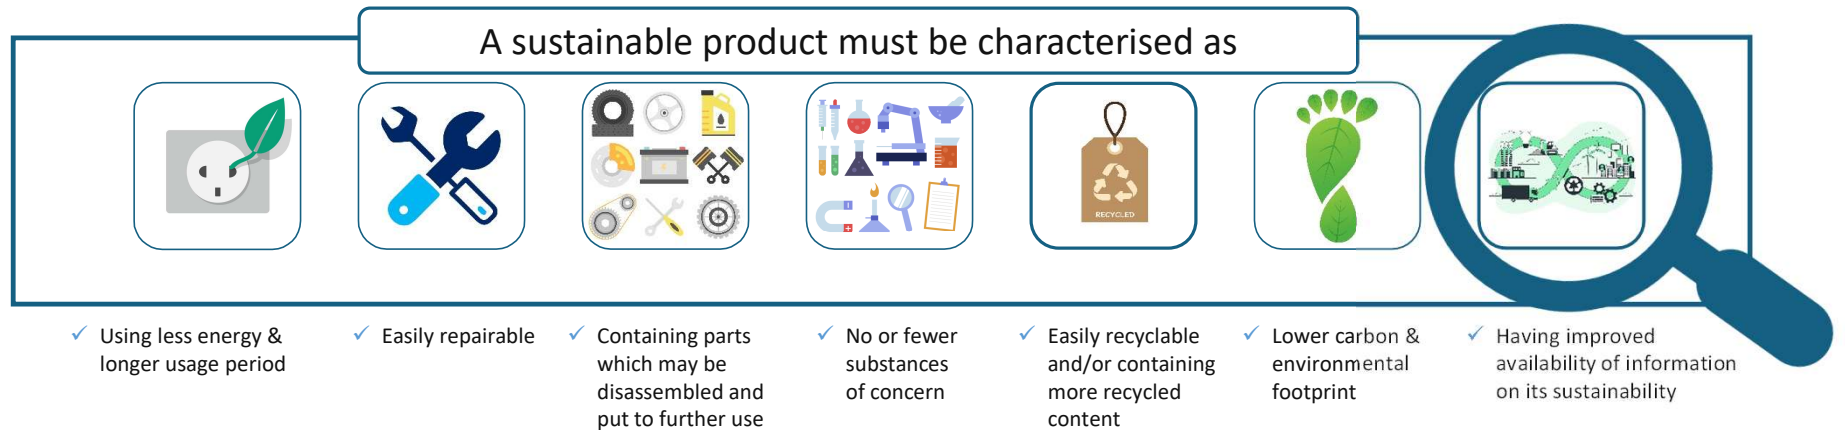 A sustainable product must be characterised as
RECYCLED
✓ Using less energy &
longer usage period
✓ Easily repairable
✓ Containing parts
which may be
disassembled and
put to further use
✓ No or fewer
substances
of concern
✓ Easily recyclable
and/or containing
more recycled
content
✓ Lower carbon &
environmental
footprint
✓ Having improved
availability of information
on its sustainability